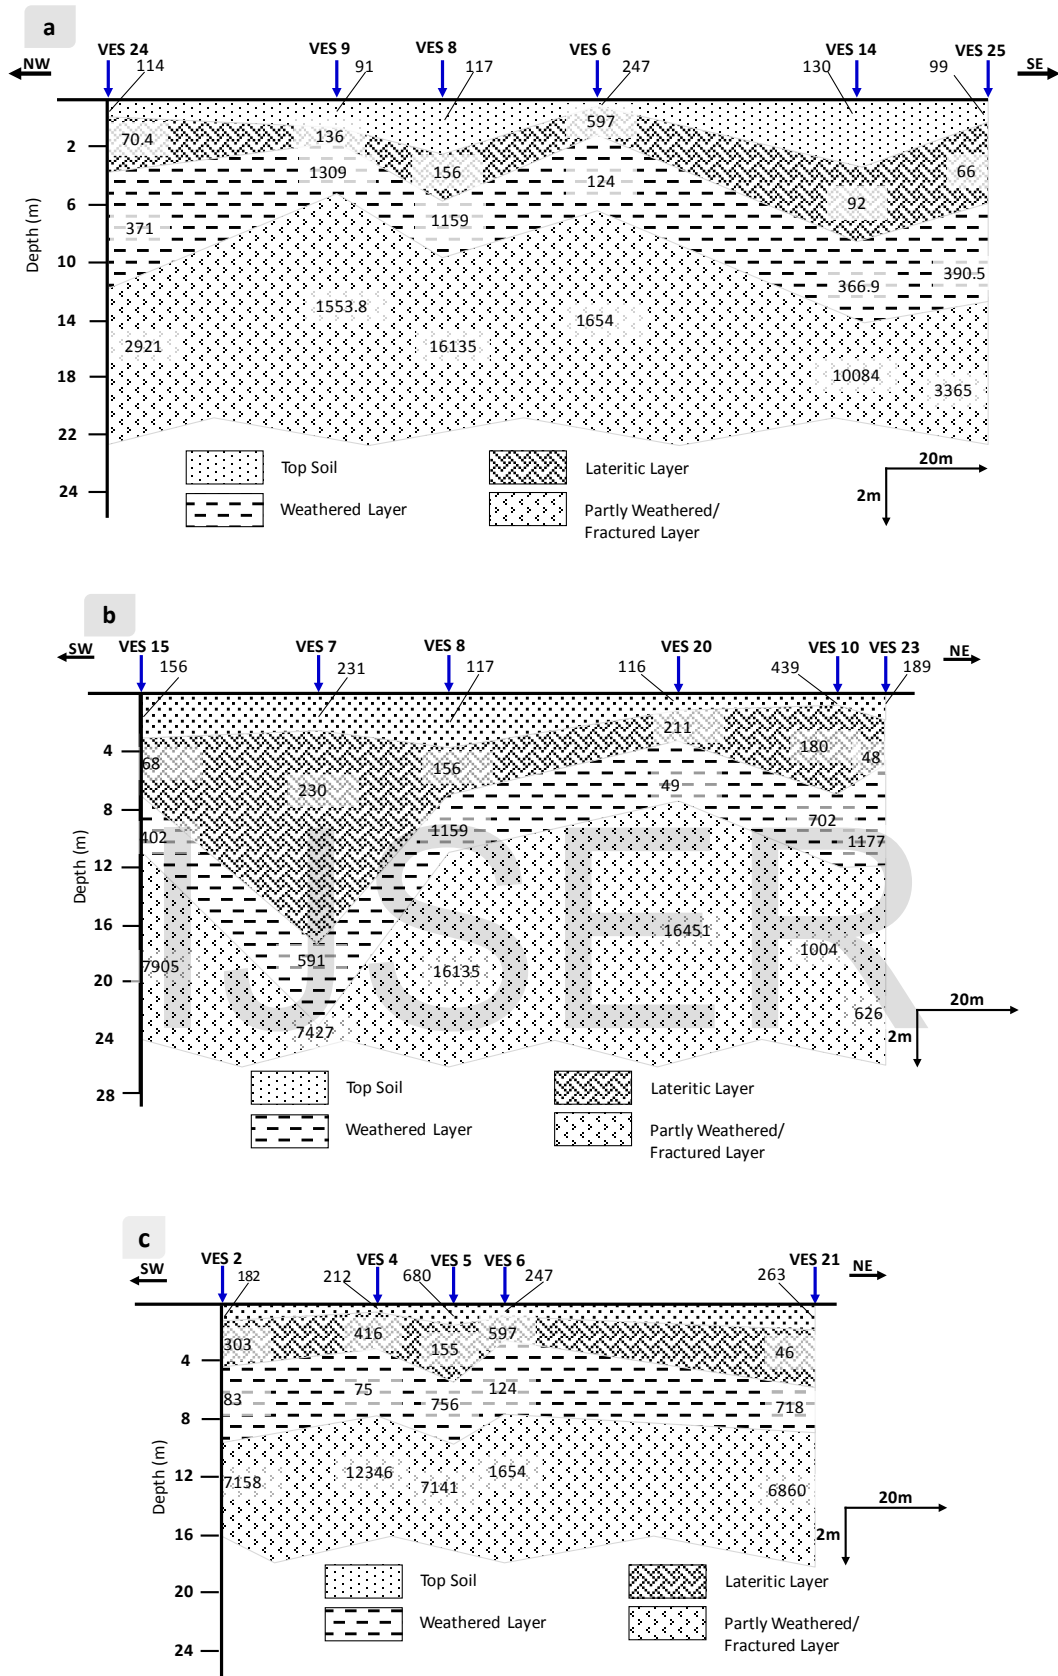 a
VES 24
VES 9
VES 8
VES 6
VES 14
VES 25
NW
114
91
117
247
130
99
SE
2
6
10
14
18
22
24
Depth (m)
70.4
136
156
597
92
66
1309
371
1159
124
366.9
390.5
1553.8
2921
16135
1654
10084
3365
Top Soil
Lateritic Layer
Weathered Layer
Partly Weathered/
Fractured Layer
20m
2m
b
VES 15
VES 7
VES 8
VES 20
VES 10
VES 23
SW
156
231
117
116
439
189
NE
4
8
12
16
20
24
28
Depth (m)
68
230
156
211
180
48
402
591
1159
49
702
1177
7905
7427
16135
16451
1004
626
IJSER
20m
2m
Top Soil
Lateritic Layer
Weathered Layer
Partly Weathered/
Fractured Layer
c
VES 2
VES 4
VES 5
VES 6
VES 21
SW
182
212
680
247
263
NE
4
8
12
16
20
24
Depth (m)
303
416
155
597
46
83
75
756
124
718
7158
12346
7141
1654
6860
20m
2m
Top Soil
Lateritic Layer
Weathered Layer
Partly Weathered/
Fractured Layer